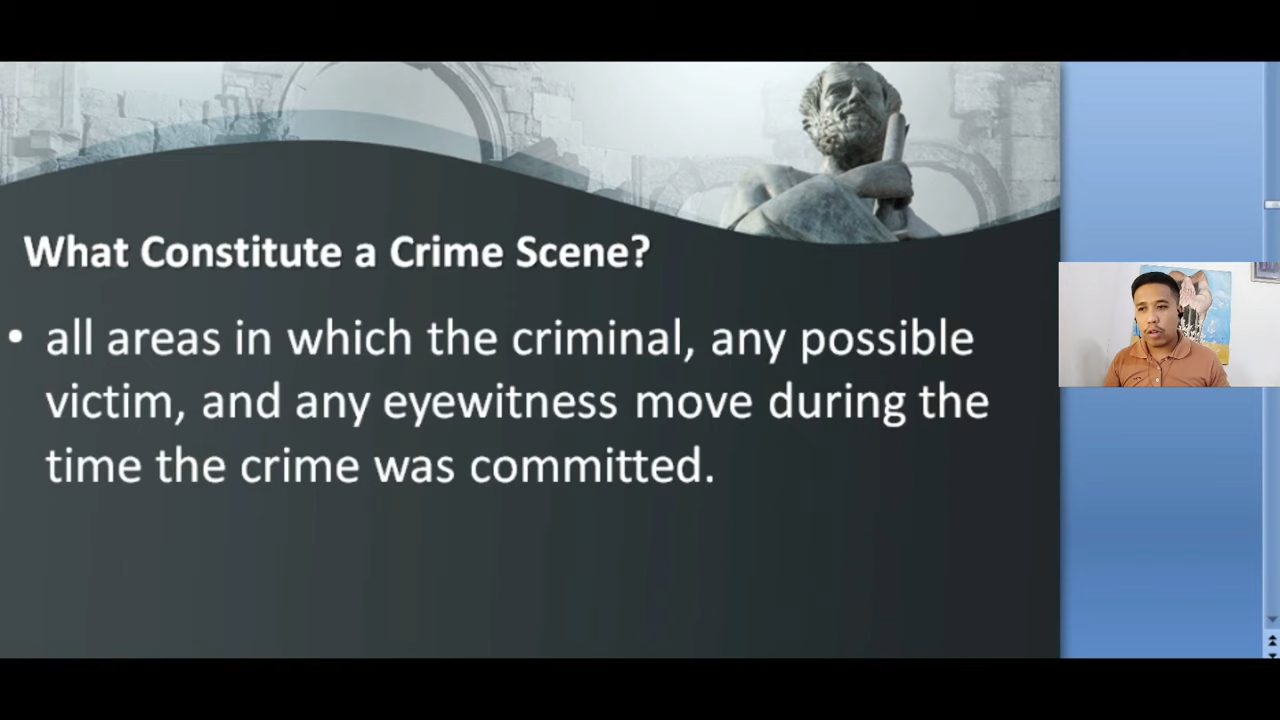 What Constitute a Crime Scene?
• all areas in which the criminal, any possible
victim, and any eyewitness move during the
time the crime was committed.